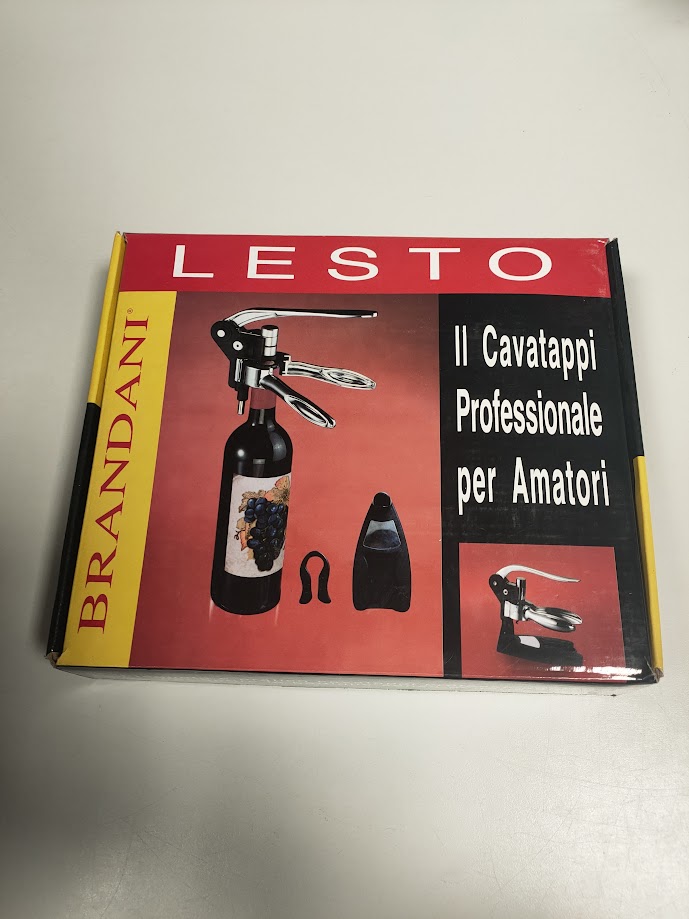 LESTO
BRANDANI®
Il Cavatappi
Professionale
per Amatori